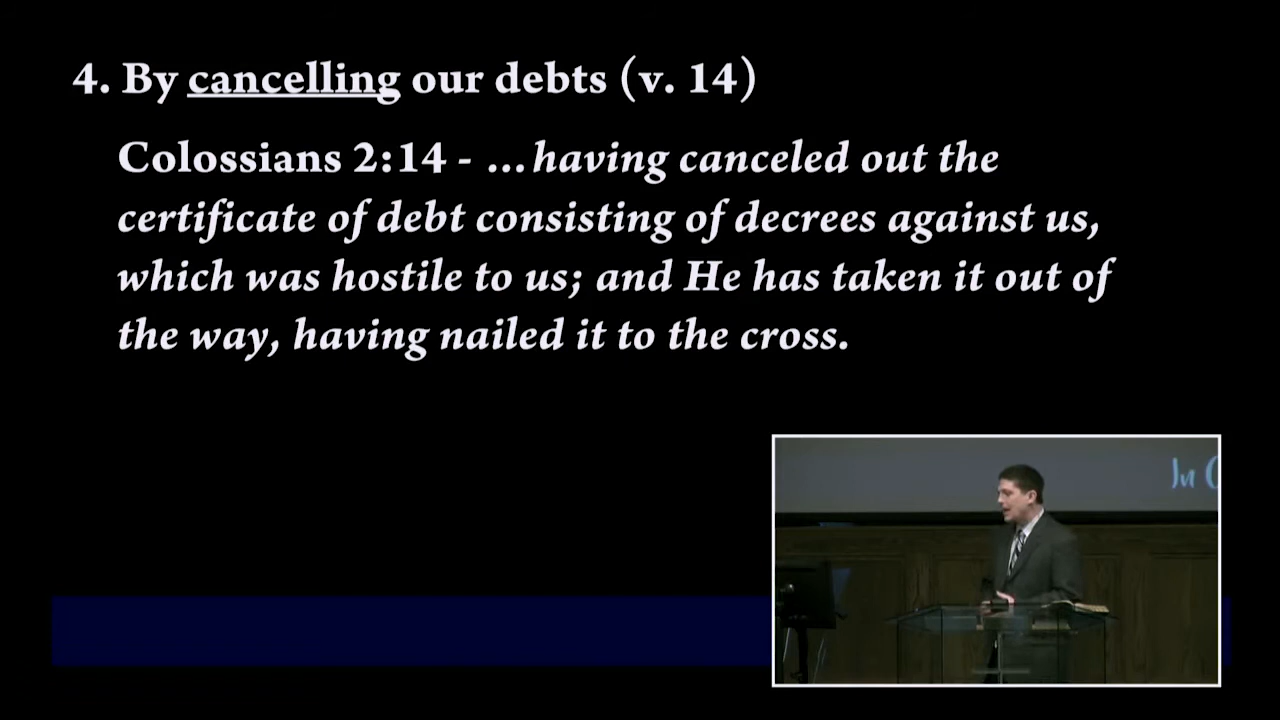 4. By cancelling our debts (v. 14)
Colossians 2:14 - ...having canceled out the
certificate of debt consisting of decrees against us,
which was hostile to us; and He has taken it out of
the way, having nailed it to the cross.
In